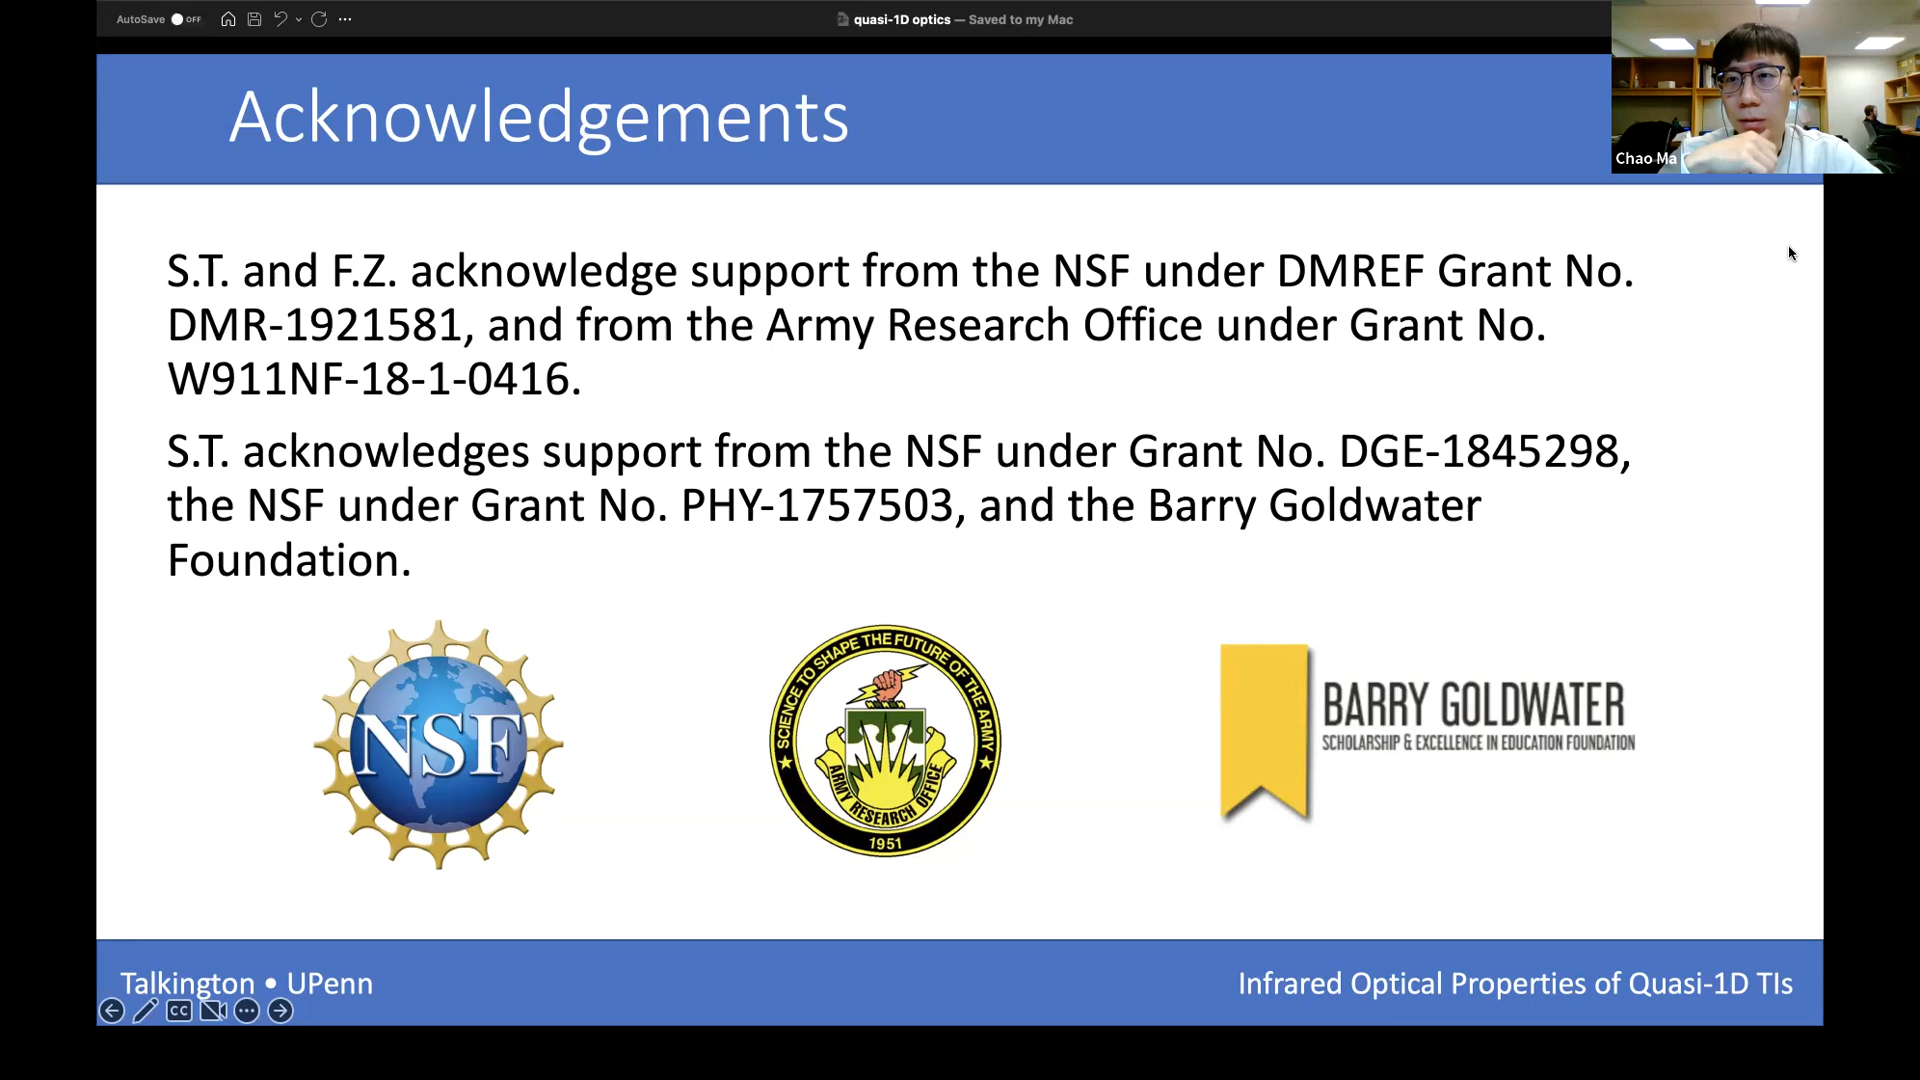 AutoSave OFF
quasi-1D optics — Saved to my Mac
Acknowledgements
Chao Ma
S.T. and F.Z. acknowledge support from the NSF under DMREF Grant No.
DMR-1921581, and from the Army Research Office under Grant No.
W911NF-18-1-0416.
S.T. acknowledges support from the NSF under Grant No. DGE-1845298,
the NSF under Grant No. PHY-1757503, and the Barry Goldwater
Foundation.
NSF
SCIENCE TO SHAPE THE FUTURE OF THE ARMY
ARMY RESEARCH OFFICE
1951
BARRY GOLDWATER
SCHOLARSHIP & EXCELLENCE IN EDUCATION FOUNDATION
Talkington • UPenn
Infrared Optical Properties of Quasi-1D TIs
CC